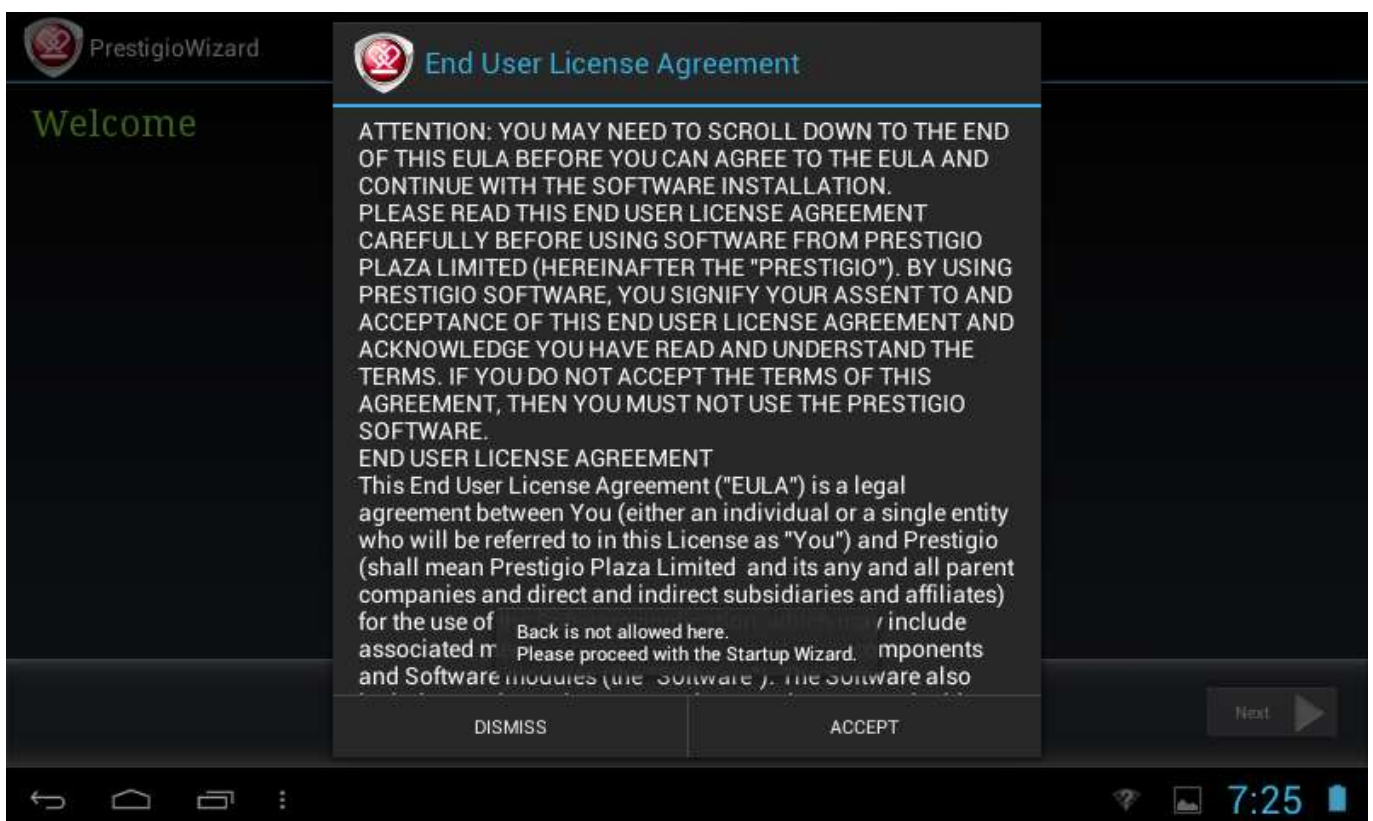 PrestigioWizard
Welcome
End User License Agreement
ATTENTION: YOU MAY NEED TO SCROLL DOWN TO THE END
OF THIS EULA BEFORE YOU CAN AGREE TO THE EULA AND
CONTINUE WITH THE SOFTWARE INSTALLATION.
PLEASE READ THIS END USER LICENSE AGREEMENT
CAREFULLY BEFORE USING SOFTWARE FROM PRESTIGIO
PLAZA LIMITED (HEREINAFTER THE "PRESTIGIO"). BY USING
PRESTIGIO SOFTWARE, YOU SIGNIFY YOUR ASSENT TO AND
ACCEPTANCE OF THIS END USER LICENSE AGREEMENT AND
ACKNOWLEDGE YOU HAVE READ AND UNDERSTAND THE
TERMS. IF YOU DO NOT ACCEPT THE TERMS OF THIS
AGREEMENT, THEN YOU MUST NOT USE THE PRESTIGIO
SOFTWARE.
END USER LICENSE AGREEMENT
This End User License Agreement ("EULA") is a legal
agreement between You (either an individual or a single entity
who will be referred to in this License as "You") and Prestigio
(shall mean Prestigio Plaza Limited and its any and all parent
companies and direct and indirect subsidiaries and affiliates)
for the use of include
associated
and Software modules (the "Software"). The Software also
Back is not allowed here.
Please proceed with the Startup Wizard.
DISMISS
ACCEPT
Next
7:25